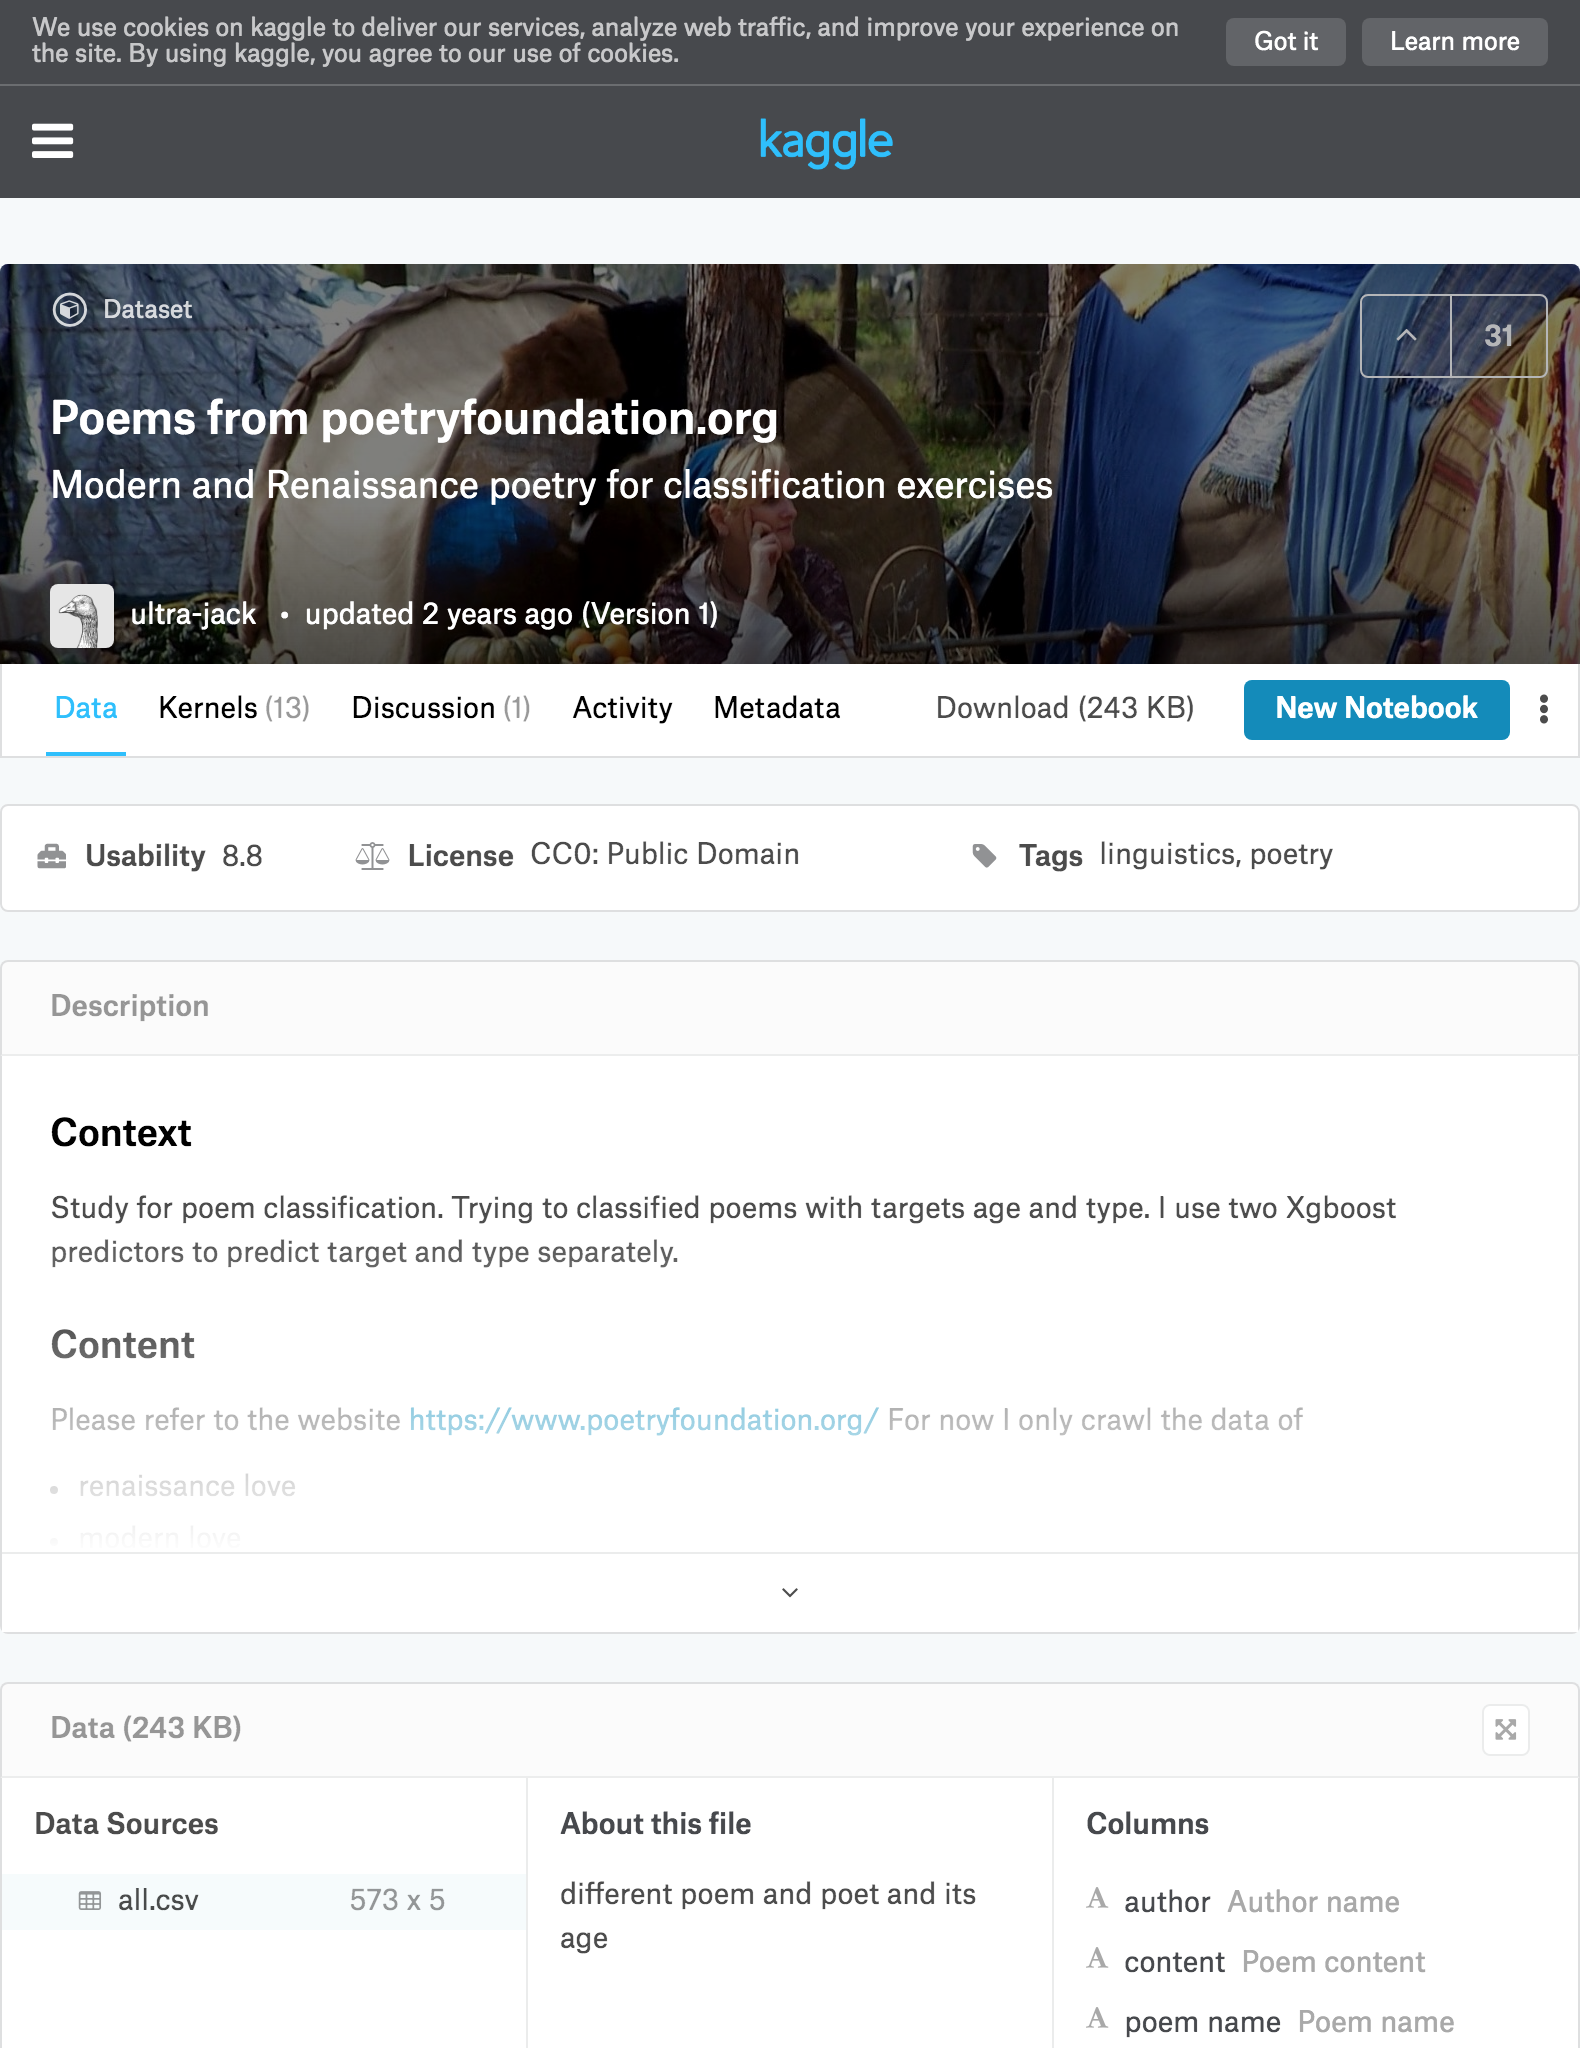 We use cookies on kaggle to deliver our services, analyze web traffic, and improve your experience on
the site. By using kaggle, you agree to our use of cookies.
Got it
Learn more
kaggle
Dataset
31
Poems from poetryfoundation.org
Modern and Renaissance poetry for classification exercises
ultra-jack • updated 2 years ago (Version 1)
Data
Kernels (13)
Discussion (1)
Activity
Metadata
Download (243 KB)
New Notebook
Usability 8.8
License CC0: Public Domain
Tags linguistics, poetry
Description
Context
Study for poem classification. Trying to classified poems with targets age and type. I use two Xgboost
predictors to predict target and type separately.
Content
Please refer to the website https://www.poetryfoundation.org/ For now I only crawl the data of
• renaissance love
• modern love
Data (243 KB)
Data Sources
all.csv 573 x 5
About this file
different poem and poet and its
age
Columns
A author Author name
A content Poem content
A poem name Poem name